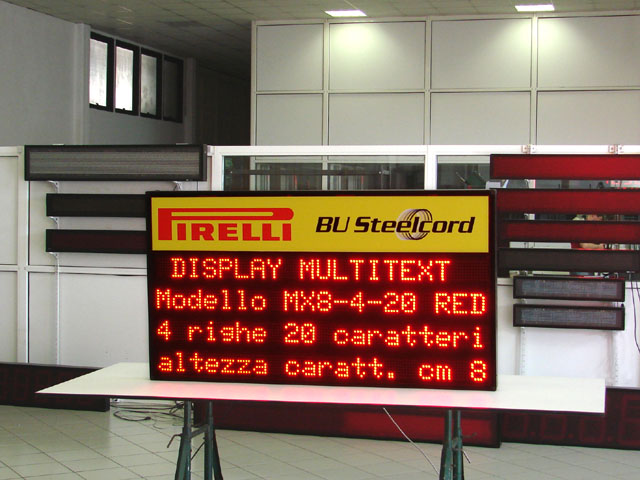 PIRELLI BU Steelcord
DISPLAY MULTITEXT
Modello MX8-4-20 RED
4 righe 20 caratteri
altezza caratt. cm 8